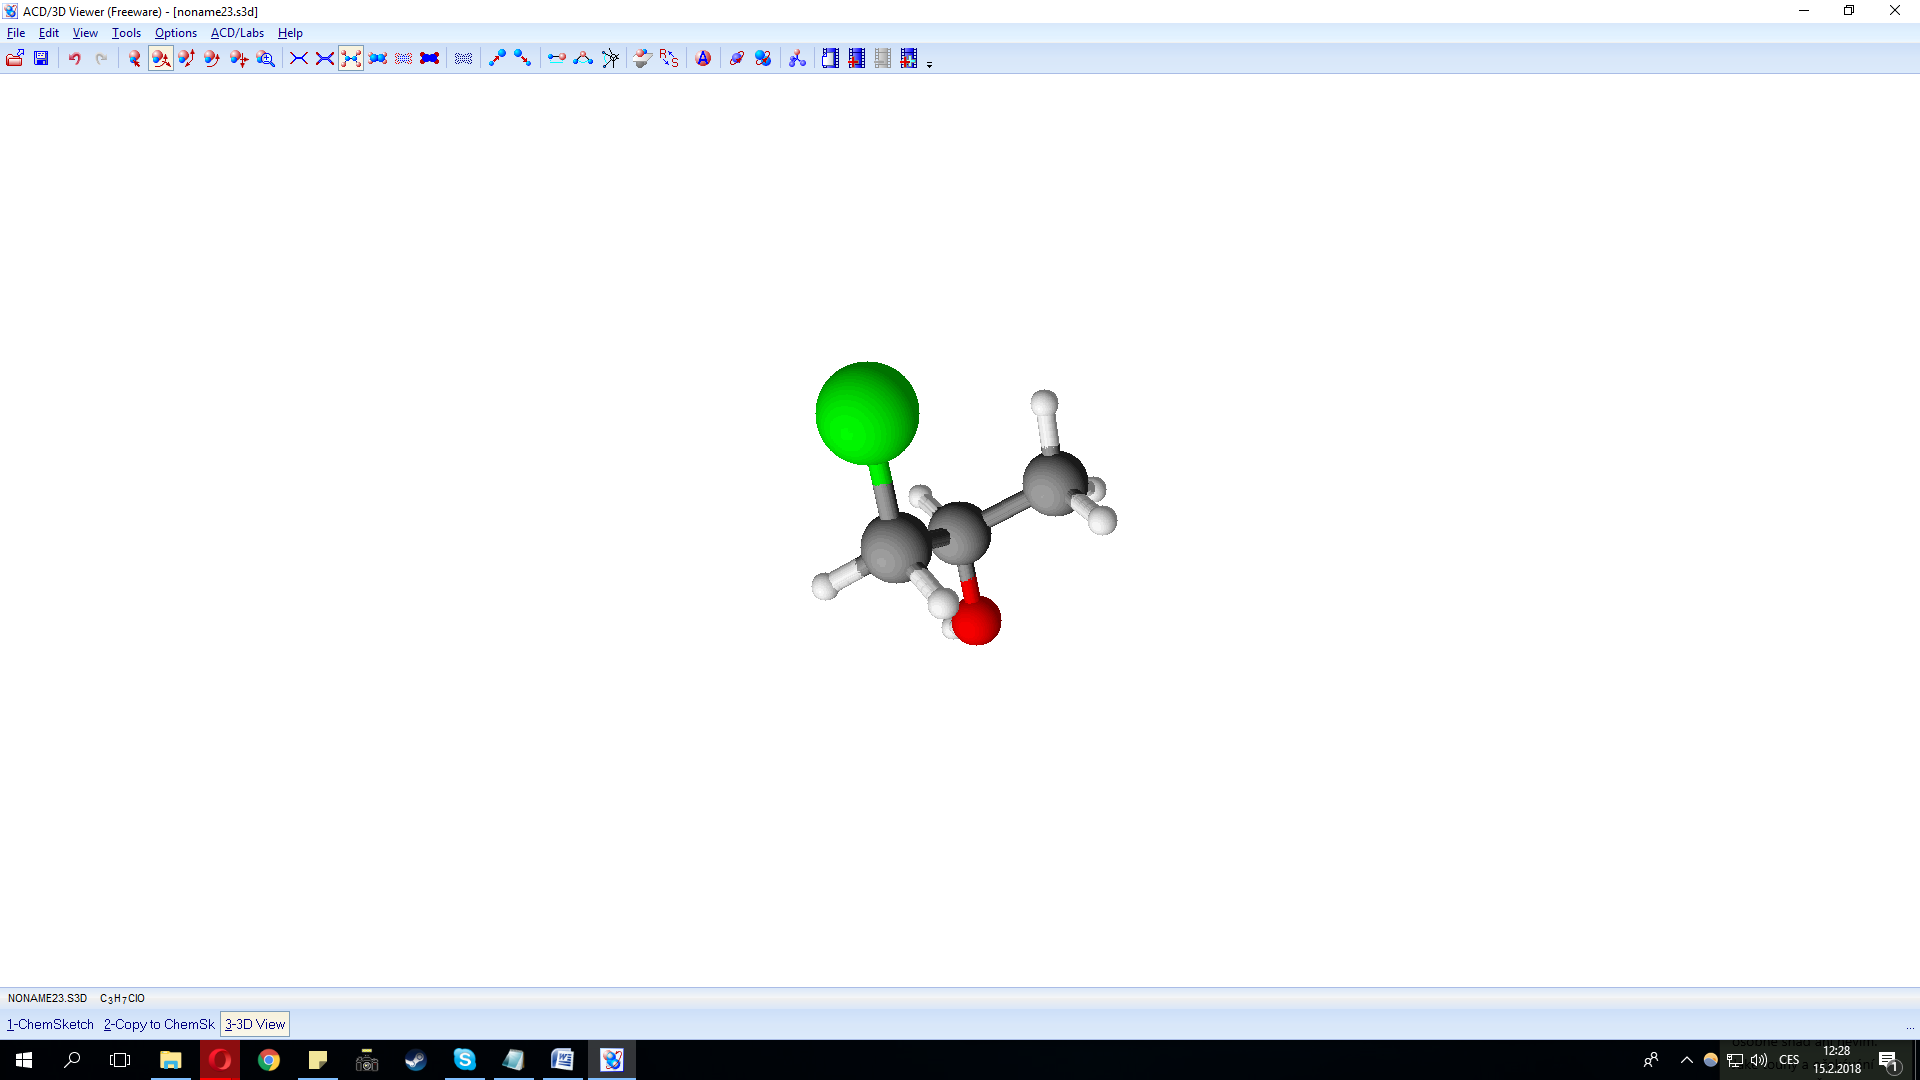 ACD/3D Viewer (Freeware) - [noname23.s3d]
File Edit View Tools Options ACD/Labs Help
NONAME23.S3D C3H7ClO
1-ChemSketch 2-Copy to ChemSk 3-3D View
CES
12:28
15.2.2018
1